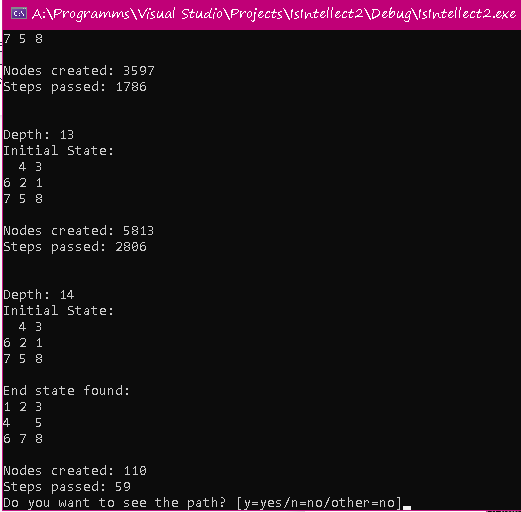 A:\Programms\Visual Studio\Projects\IsIntellect2\Debug\IsIntellect2.exe
7 5 8
Nodes created: 3597
Steps passed: 1786
Depth: 13
Initial State:
4 3
6 2 1
7 5 8
Nodes created: 5813
Steps passed: 2806
Depth: 14
Initial State:
4 3
6 2 1
7 5 8
End state found:
1 2 3
4   5
6 7 8
Nodes created: 110
Steps passed: 59
Do you want to see the path? [y=yes/n=no/other=no]